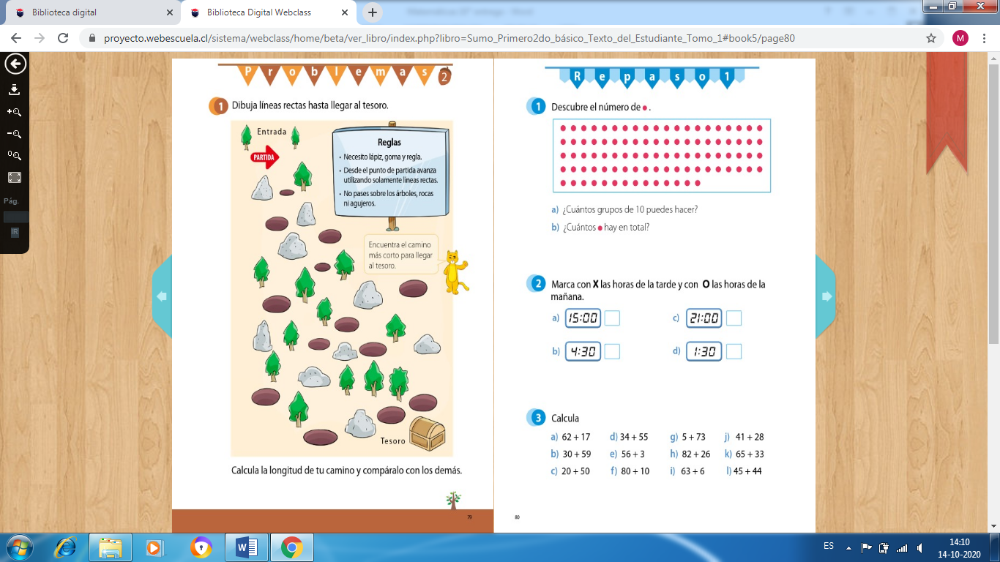 Biblioteca digital
Biblioteca Digital Webclass
proyecto.webescuela.cl/sistema/webclass/home/beta/ver_libro/index.php?libro=Sumo_Primero2do_básico_Texto_del_Estudiante_Tomo_1#book5/page80
M
Pág.
IR
Problemas 2
1 Dibuja líneas rectas hasta llegar al tesoro.
Entrada
PARTIDA
Reglas
• Necesito lápiz, goma y regla.
• Desde el punto de partida avanza
utilizando solamente líneas rectas.
• No pases sobre los árboles, rocas
ni agujeros.
Encuentra el camino
más corto para llegar
al tesoro.
Tesoro
Calcula la longitud de tu camino y compáralo con los demás.
79
Repaso 1
1 Descubre el número de .
a) ¿Cuántos grupos de 10 puedes hacer?
b) ¿Cuántos hay en total?
2 Marca con X las horas de la tarde y con O las horas de la
mañana.
a) 15:00 c) 21:00
b) 4:30 d) 1:30
3 Calcula
a) 62 + 17 d) 34 + 55 g) 5 + 73 j) 41 + 28
b) 30 + 59 e) 56 + 3 h) 82 + 26 k) 65 + 33
c) 20 + 50 f) 80 + 10 i) 63 + 6 l) 45 + 44
80
ES
14:10
14-10-2020